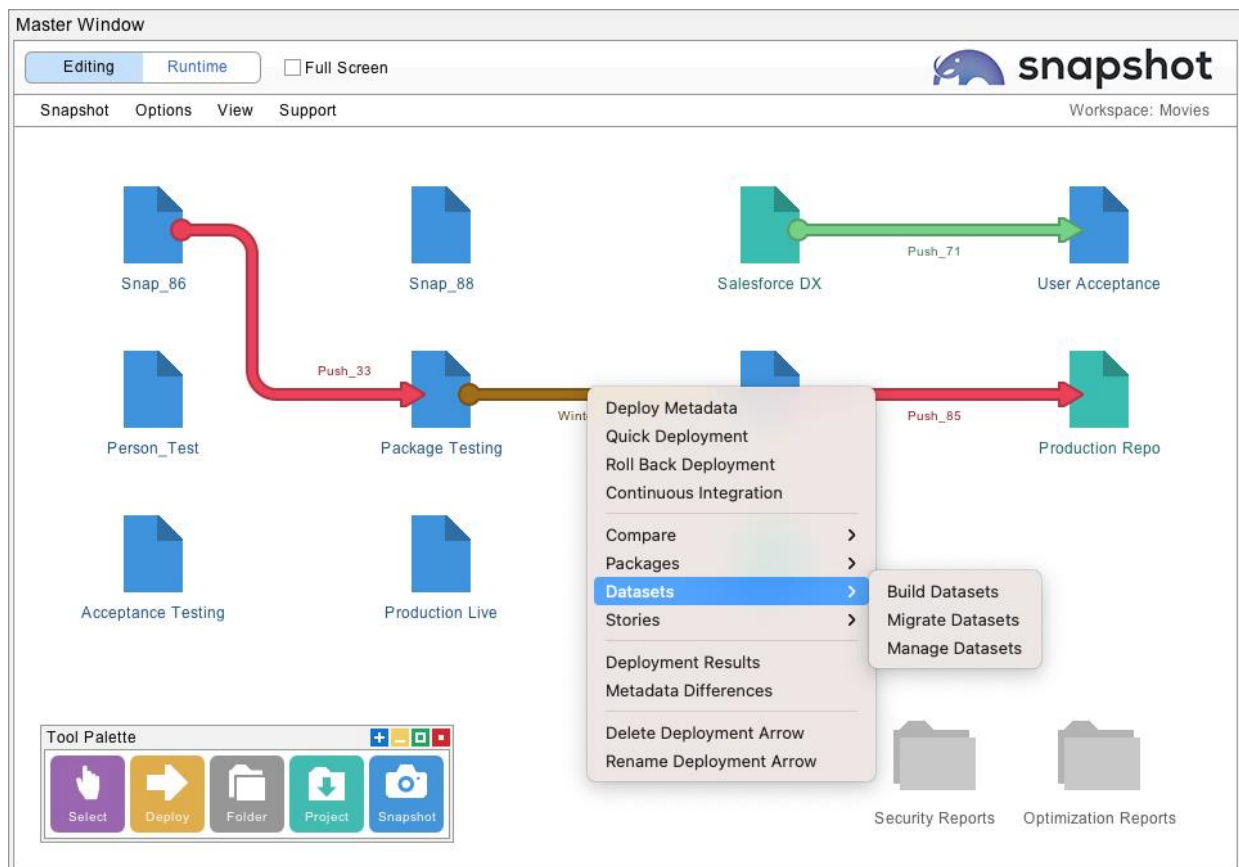 Master Window
Editing Runtime Full Screen snapshot
Snapshot Options View Support Workspace: Movies
Push_71
Snap_86 Snap_88 Salesforce DX User Acceptance
Push_33
Wint Push_85
Person_Test Package Testing Production Repo
Acceptance Testing Production Live
Deploy Metadata
Quick Deployment
Roll Back Deployment
Continuous Integration
Compare
Packages
Datasets
Stories
Deployment Results
Metadata Differences
Delete Deployment Arrow
Rename Deployment Arrow
Build Datasets
Migrate Datasets
Manage Datasets
Tool Palette
Select Deploy Folder Project Snapshot
Security Reports Optimization Reports